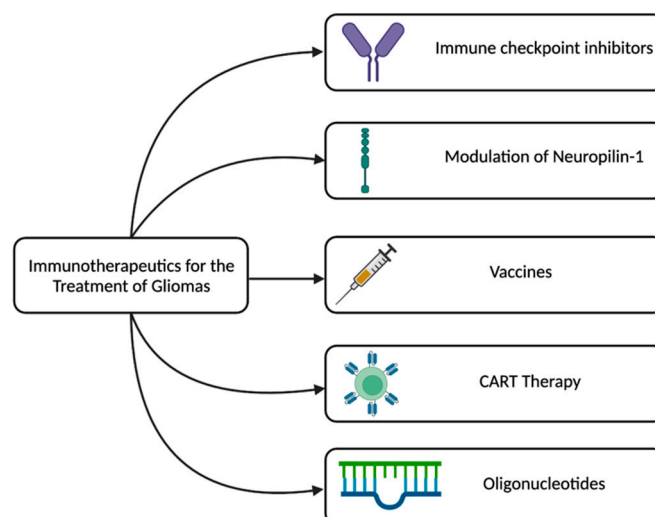 Immune checkpoint inhibitors
Modulation of Neuropilin-1
Immunotherapeutics for the
Treatment of Gliomas
Vaccines
CART Therapy
Oligonucleotides